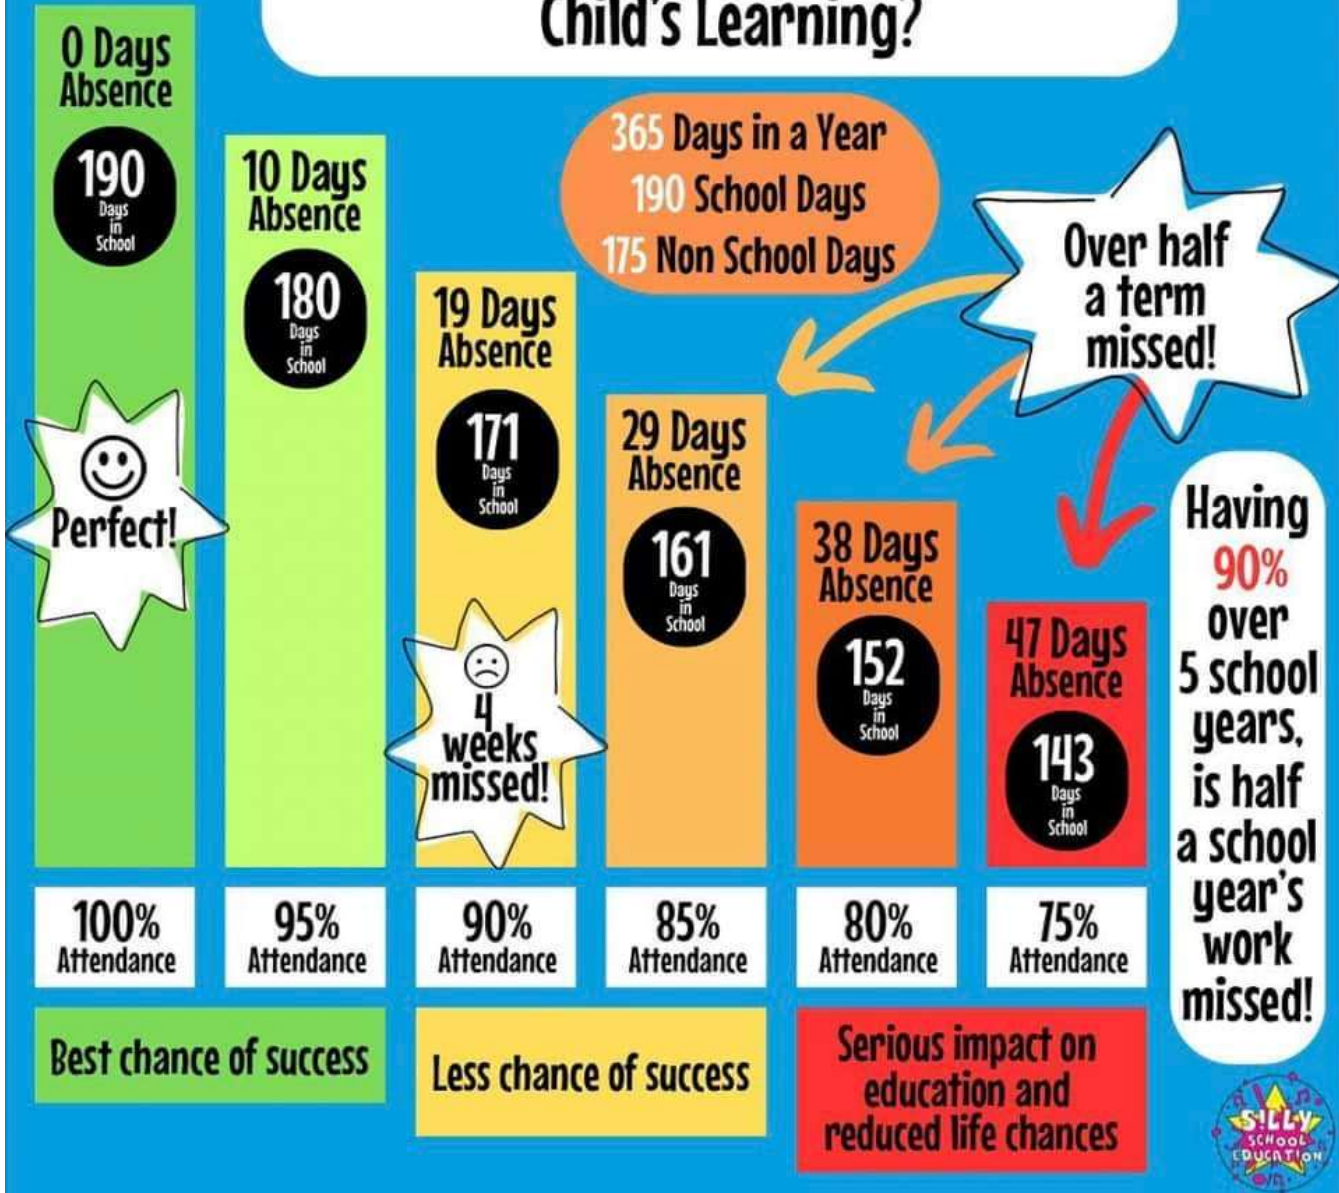 Child's Learning?
0 Days
Absence
190
Days
in
School
Perfect!
10 Days
Absence
180
Days
in
School
19 Days
Absence
171
Days
in
School
4
weeks
missed!
365 Days in a Year
190 School Days
175 Non School Days
29 Days
Absence
161
Days
in
School
38 Days
Absence
152
Days
in
School
Over half
a term
missed!
47 Days
Absence
143
Days
in
School
Having
90%
over
5 school
years,
is half
a school
year's
work
missed!
100%
Attendance
95%
Attendance
90%
Attendance
85%
Attendance
80%
Attendance
75%
Attendance
Best chance of success
Less chance of success
Serious impact on
education and
reduced life chances
S!LLY
SCHOOL
EDUCATION